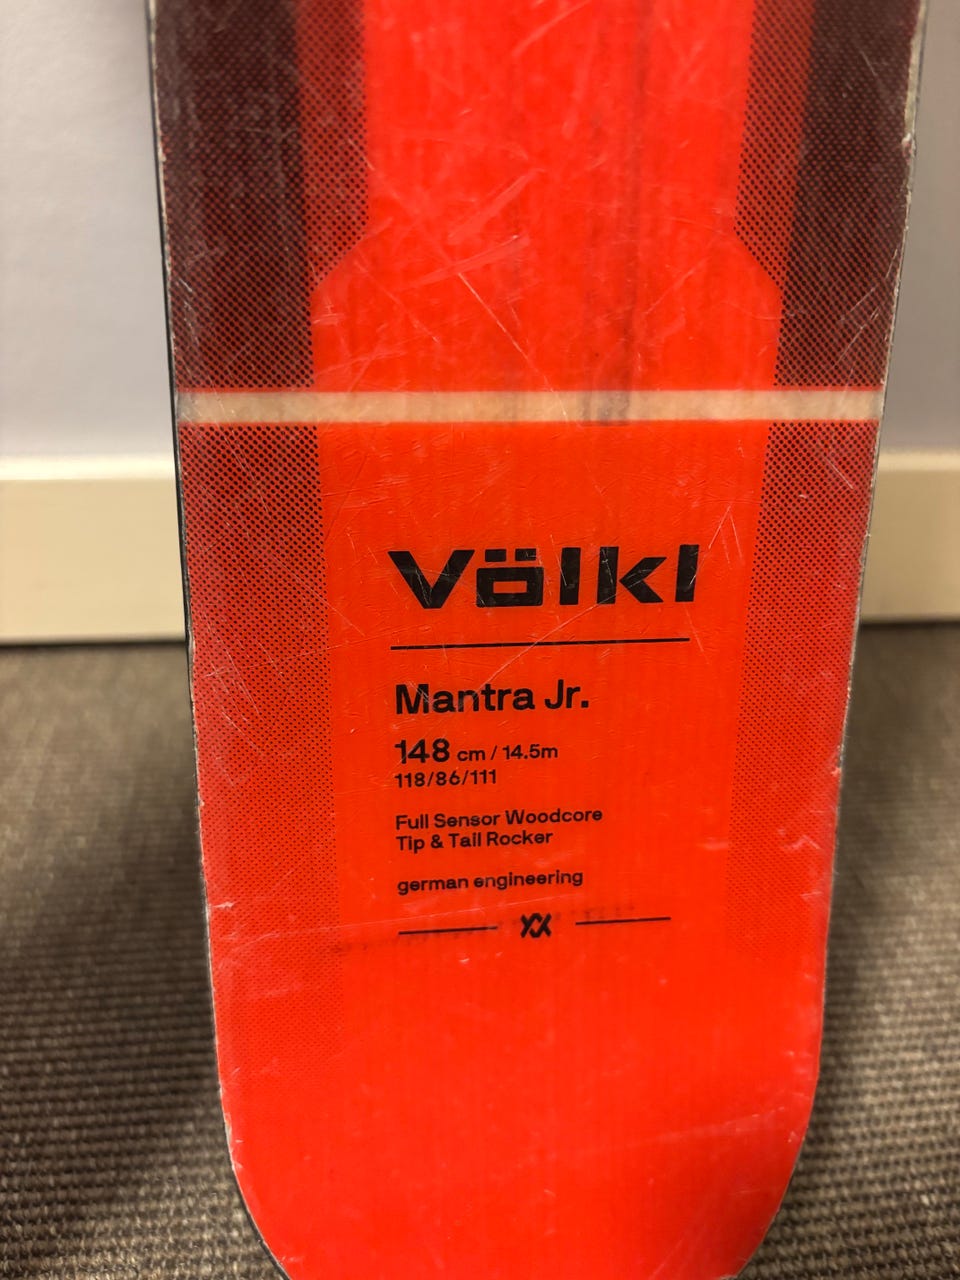 Völkl
Mantra Jr.
148 cm / 14.5m
118/86/111
Full Sensor Woodcore
Tip & Tail Rocker
german engineering